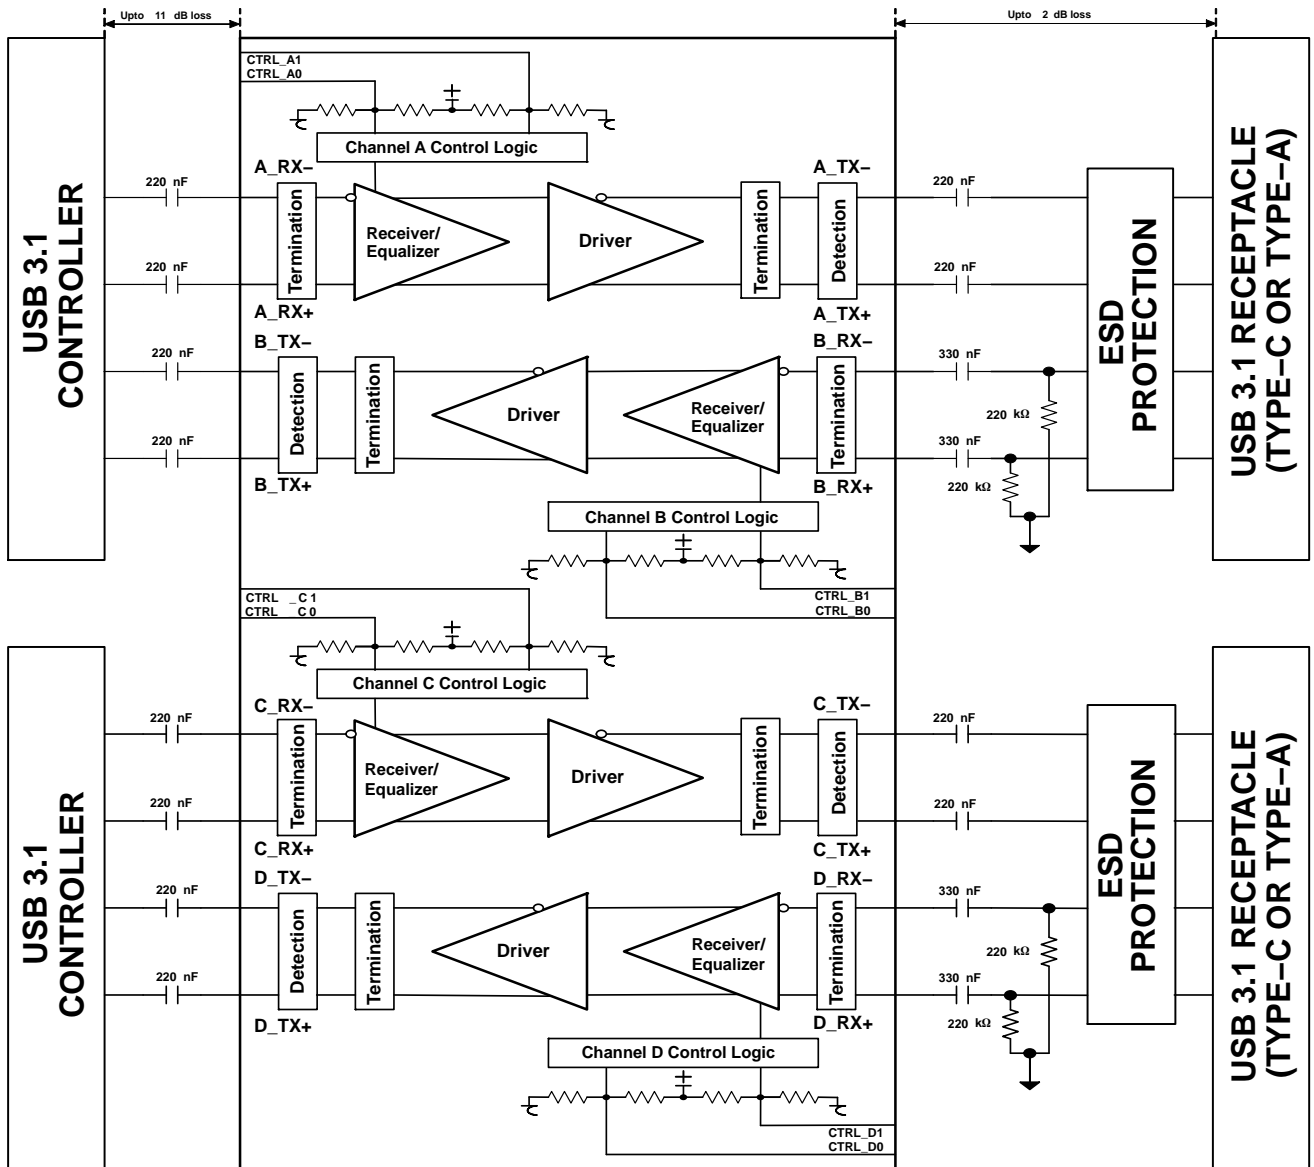 Upto 11 dB loss
Upto 2 dB loss
USB 3.1
CONTROLLER
CTRL_A1
CTRL_A0
Channel A Control Logic
220 nF
A_RX–
Termination
Receiver/
Equalizer
Driver
Termination
A_TX–
Detection
220 nF
220 nF
A_RX+
A_TX+
220 nF
ESD
PROTECTION
USB 3.1 RECEPTACLE
(TYPE–C OR TYPE–A)
220 nF
B_TX–
Detection
Termination
Driver
Receiver/
Equalizer
B_RX–
Termination
330 nF
220 kΩ
220 nF
B_TX+
B_RX+
330 nF
220 kΩ
Channel B Control Logic
CTRL_B1
CTRL_B0
CTRL _C 1
CTRL _C 0
Channel C Control Logic
USB 3.1
CONTROLLER
220 nF
C_RX–
Termination
Receiver/
Equalizer
Driver
Termination
C_TX–
Detection
220 nF
220 nF
C_RX+
C_TX+
220 nF
ESD
PROTECTION
USB 3.1 RECEPTACLE
(TYPE–C OR TYPE–A)
220 nF
D_TX–
Detection
Termination
Driver
Receiver/
Equalizer
D_RX–
Termination
330 nF
220 kΩ
220 nF
D_TX+
D_RX+
330 nF
220 kΩ
Channel D Control Logic
CTRL_D1
CTRL_D0